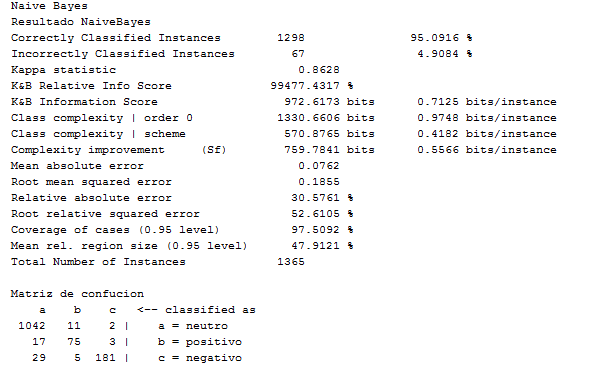 Naive Bayes
Resultado NaiveBayes
Correctly Classified Instances 1298 95.0916 %
Incorrectly Classified Instances 67 4.9084 %
Kappa statistic 0.8628
K&B Relative Info Score 99477.4317 %
K&B Information Score 972.6173 bits 0.7125 bits/instance
Class complexity | order 0 1330.6606 bits 0.9748 bits/instance
Class complexity | scheme 570.8765 bits 0.4182 bits/instance
Complexity improvement (Sf) 759.7841 bits 0.5566 bits/instance
Mean absolute error 0.0762
Root mean squared error 0.1855
Relative absolute error 30.5761 %
Root relative squared error 52.6105 %
Coverage of cases (0.95 level) 97.5092 %
Mean rel. region size (0.95 level) 47.9121 %
Total Number of Instances 1365
Matriz de confucion
a b c <-- classified as
1042 11 2 | a = neutro
17 75 3 | b = positivo
29 5 181 | c = negativo